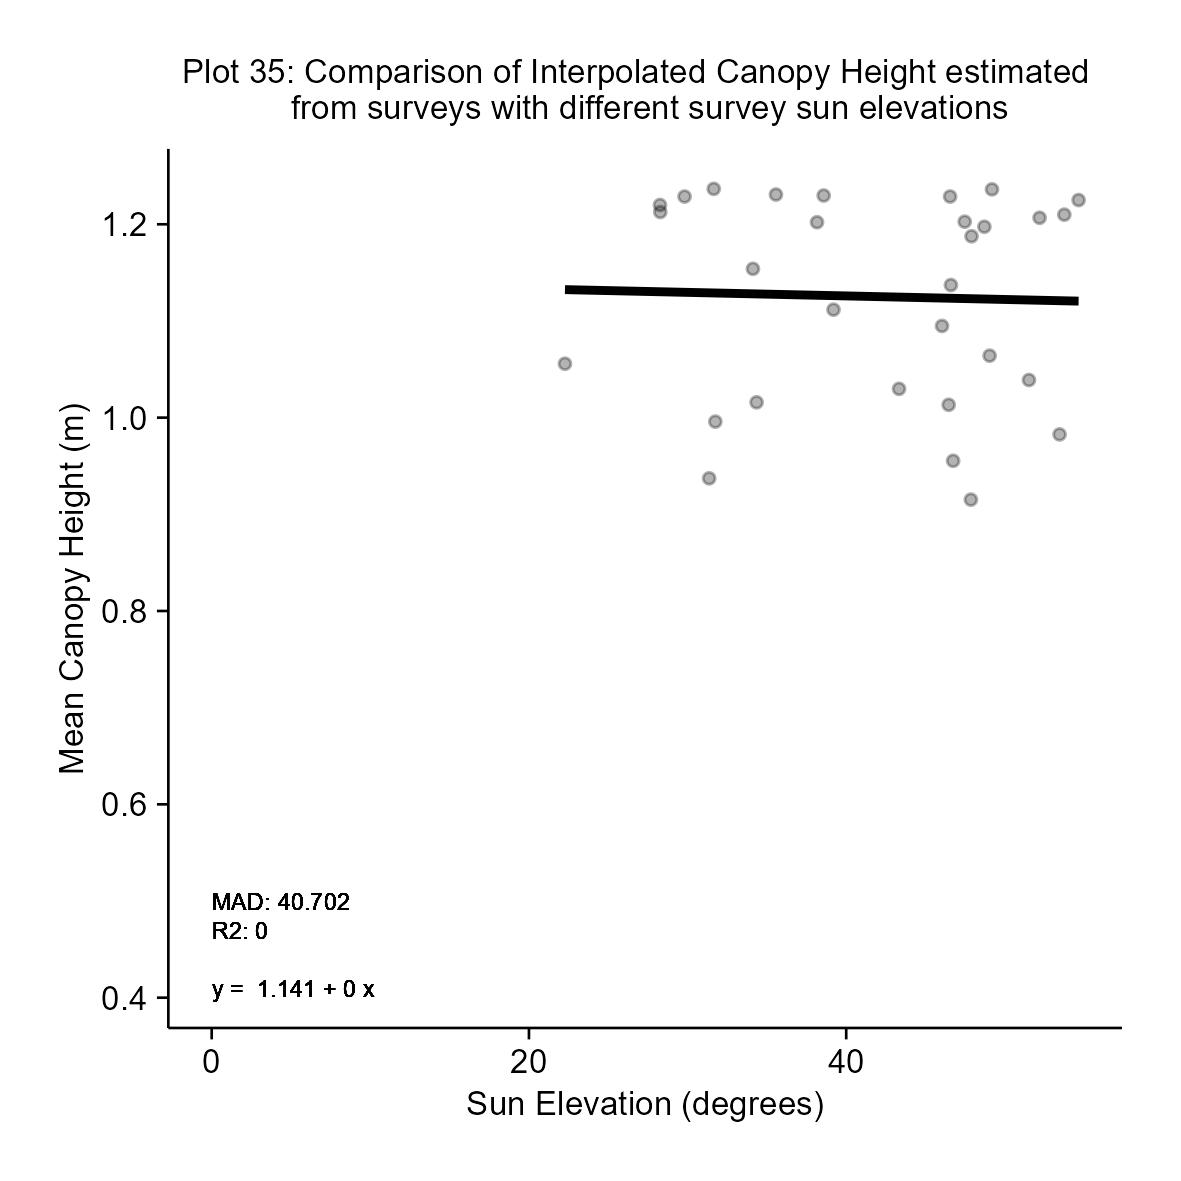 Plot 35: Comparison of Interpolated Canopy Height estimated
from surveys with different survey sun elevations
Mean Canopy Height (m)
1.2
1.0
0.8
0.6
0.4
MAD: 40.702
R2: 0
y = 1.141 + 0 x
0 20 40
Sun Elevation (degrees)